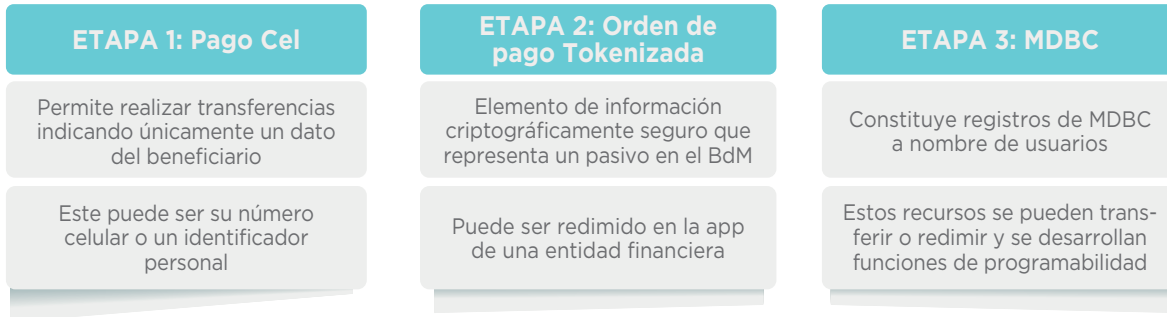 ETAPA 1: Pago Cel
Permite realizar transferencias
indicando únicamente un dato
del beneficiario
Este puede ser su número
celular o un identificador
personal
ETAPA 2: Orden de
pago Tokenizada
Elemento de información
criptográficamente seguro que
representa un pasivo en el BdM
Puede ser redimido en la app
de una entidad financiera
ETAPA 3: MDBC
Constituye registros de MDBC
a nombre de usuarios
Estos recursos se pueden trans-
ferir o redimir y se desarrollan
funciones de programabilidad